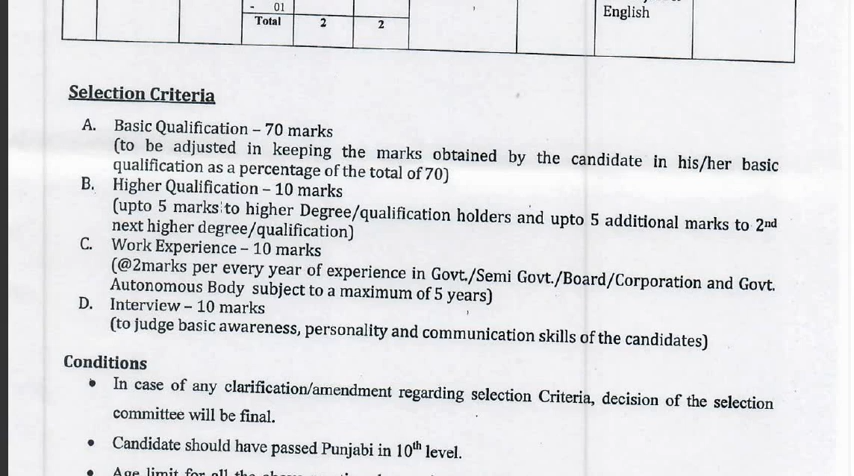 - 01
English
Total 2 2
Selection Criteria
A. Basic Qualification – 70 marks
(to be adjusted in keeping the marks obtained by the candidate in his/her basic
qualification as a percentage of the total of 70)
B. Higher Qualification – 10 marks
(upto 5 marks to higher Degree/qualification holders and upto 5 additional marks to 2nd
next higher degree/qualification)
C. Work Experience – 10 marks
(@2marks per every year of experience in Govt./Semi Govt./Board/Corporation and Govt.
Autonomous Body subject to a maximum of 5 years)
D. Interview – 10 marks
(to judge basic awareness, personality and communication skills of the candidates)
Conditions
• In case of any clarification/amendment regarding selection Criteria, decision of the selection
committee will be final.
• Candidate should have passed Punjabi in 10th level.
• Age limit for all the above